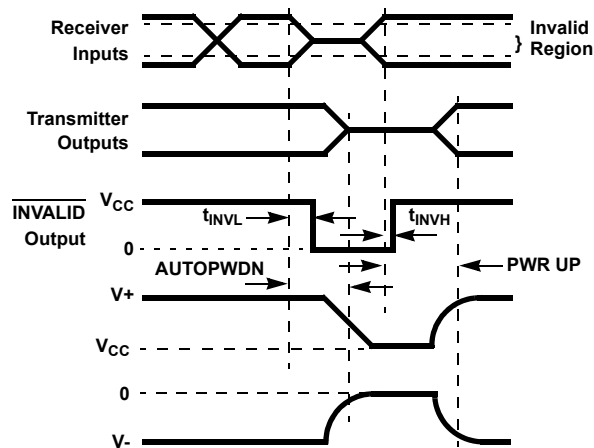 Receiver
Inputs
} Invalid
Region
Transmitter
Outputs
INVALID
Output
VCC
0
tINVL
tINVH
AUTOPWDN
PWR UP
V+
VCC
0
V-